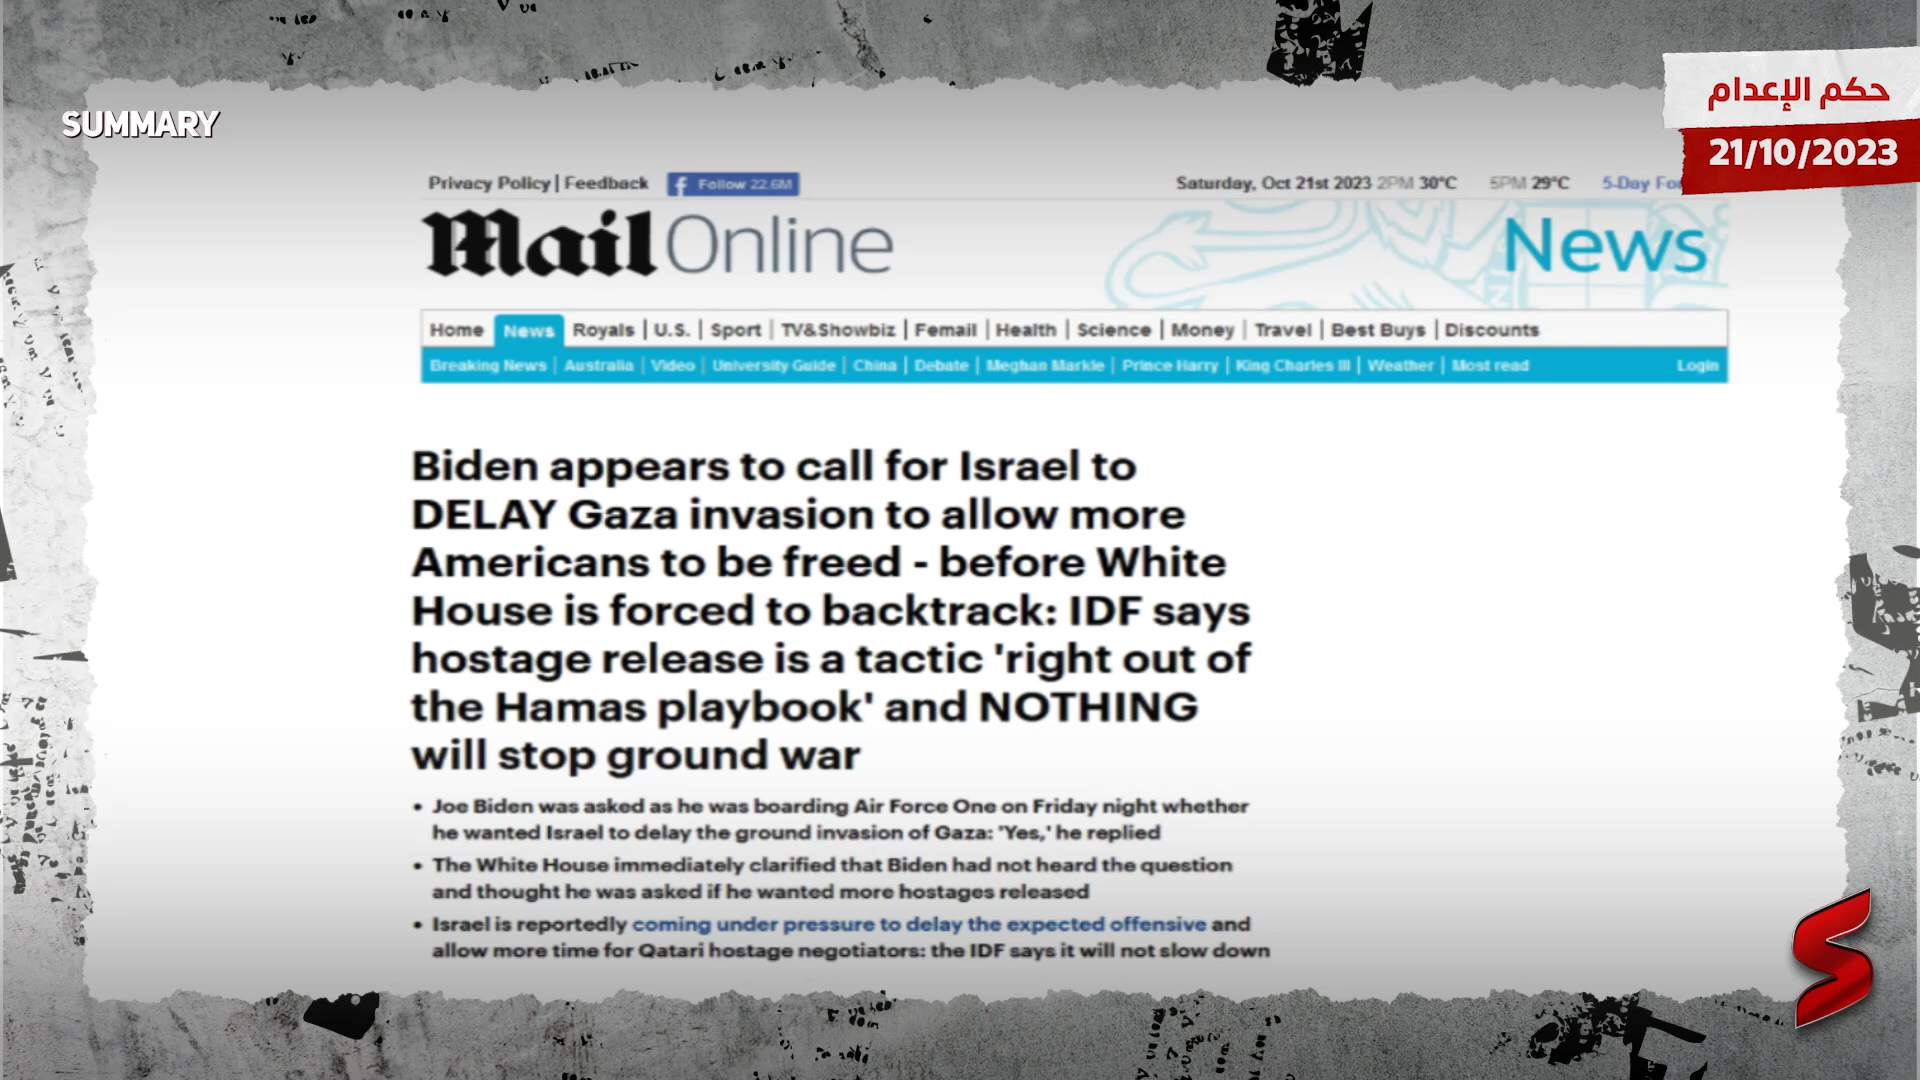 SUMMARY
حكم الإعدام
21/10/2023
Privacy Policy | Feedback
Follow 22.6M
Saturday, Oct 21st 2023 2PM 30°C 5PM 29°C 5-Day
Mail Online
News
Home News Royals U.S. Sport TV&Showbiz Femail Health Science Money Travel Best Buys Discounts
Breaking News Australia Video University Guide China Debate Meghan Markle Prince Harry King Charles III Weather Most read Login
Biden appears to call for Israel to
DELAY Gaza invasion to allow more
Americans to be freed - before White
House is forced to backtrack: IDF says
hostage release is a tactic 'right out of
the Hamas playbook' and NOTHING
will stop ground war
• Joe Biden was asked as he was boarding Air Force One on Friday night whether
he wanted Israel to delay the ground invasion of Gaza: 'Yes,' he replied
• The White House immediately clarified that Biden had not heard the question
and thought he was asked if he wanted more hostages released
• Israel is reportedly coming under pressure to delay the expected offensive and
allow more time for Qatari hostage negotiators: the IDF says it will not slow down